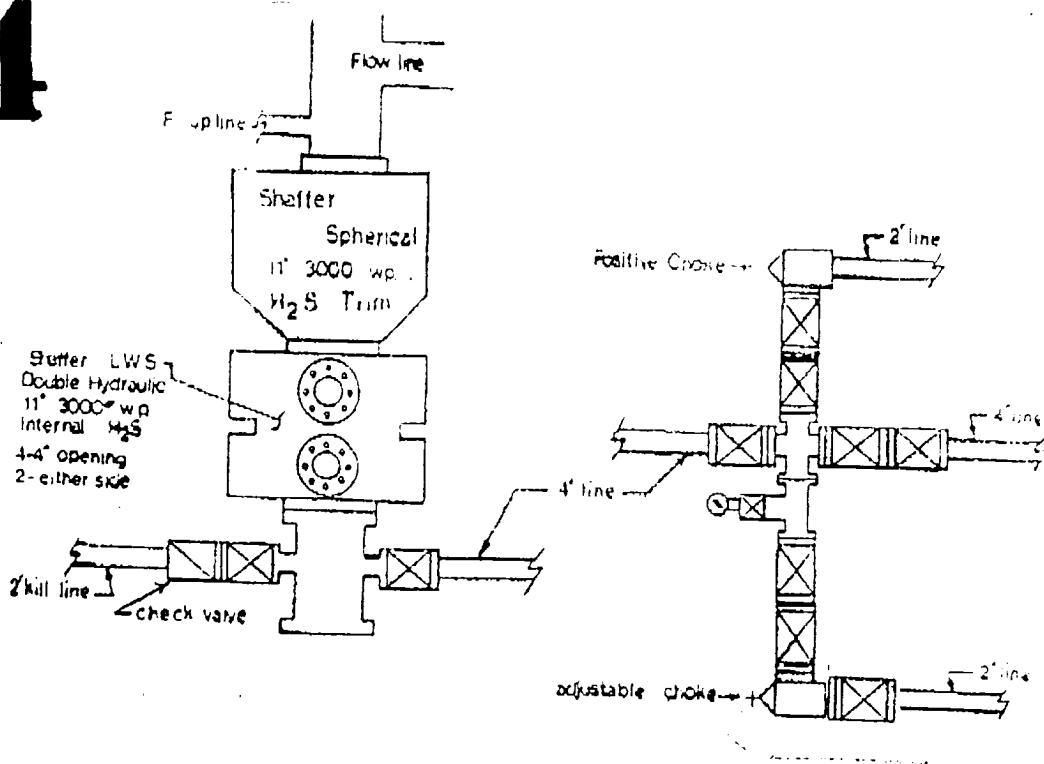 4
Flow line
line
Shaffer
Spherical
11" 3000 wp
H₂S Trim
Shaffer LWS
Double Hydraulic
11" 3000# wp
Internal H₂S
4-4" opening
2-either side
2" kill line
check valve
4" line
Positive Choke
2" line
4" line
adjustable choke
2" line